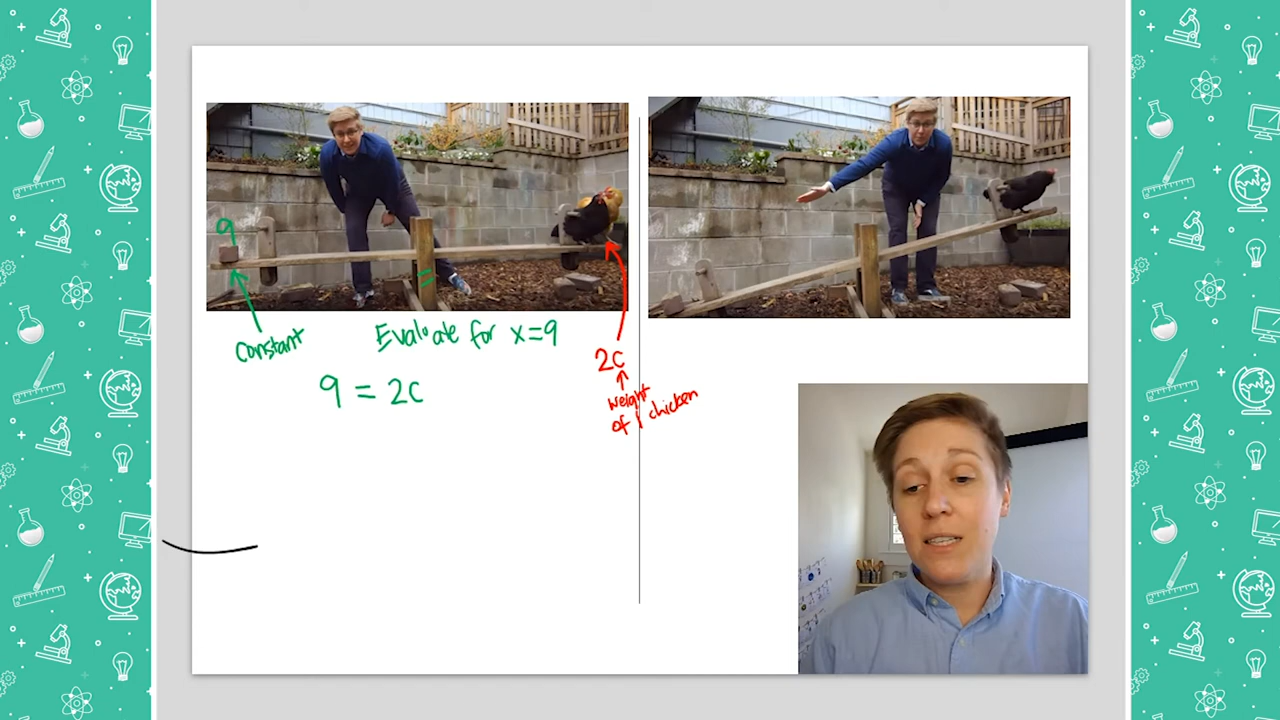 9
=
Constant
Evaluate for x=9
9 = 2c
2c
weight
of 1 chicken